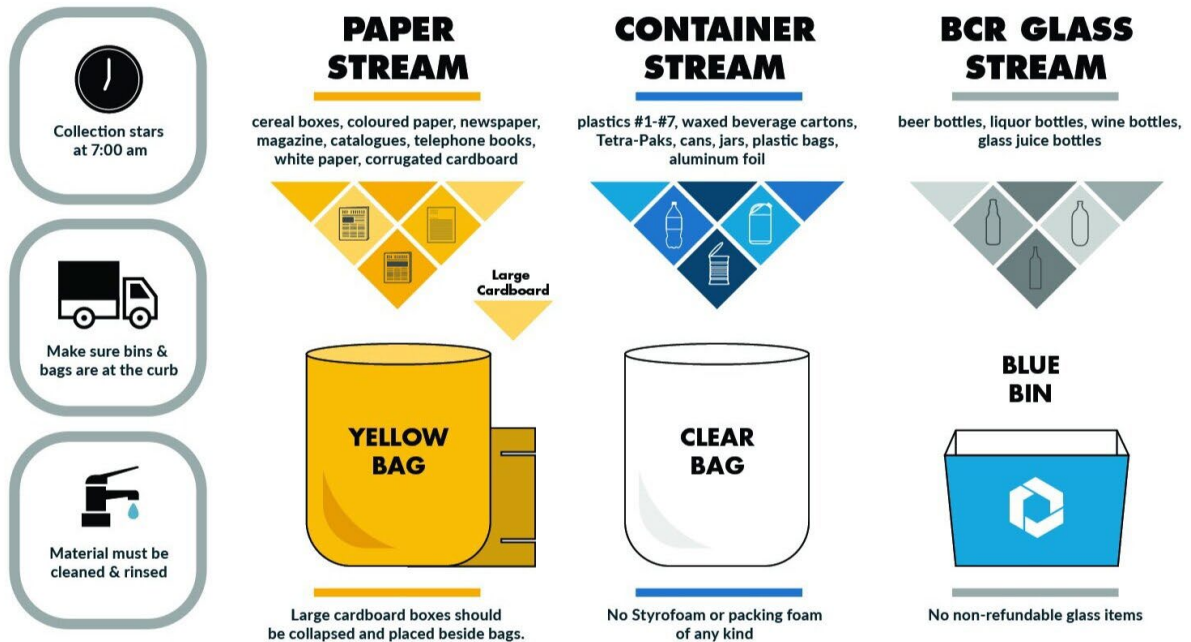 Collection stars
at 7:00 am
Make sure bins &
bags are at the curb
Material must be
cleaned & rinsed
PAPER
STREAM
cereal boxes, coloured paper, newspaper,
magazine, catalogues, telephone books,
white paper, corrugated cardboard
Large
Cardboard
YELLOW
BAG
Large cardboard boxes should
be collapsed and placed beside bags.
CONTAINER
STREAM
plastics #1-#7, waxed beverage cartons,
Tetra-Paks, cans, jars, plastic bags,
aluminum foil
CLEAR
BAG
No Styrofoam or packing foam
of any kind
BCR GLASS
STREAM
beer bottles, liquor bottles, wine bottles,
glass juice bottles
BLUE
BIN
No non-refundable glass items